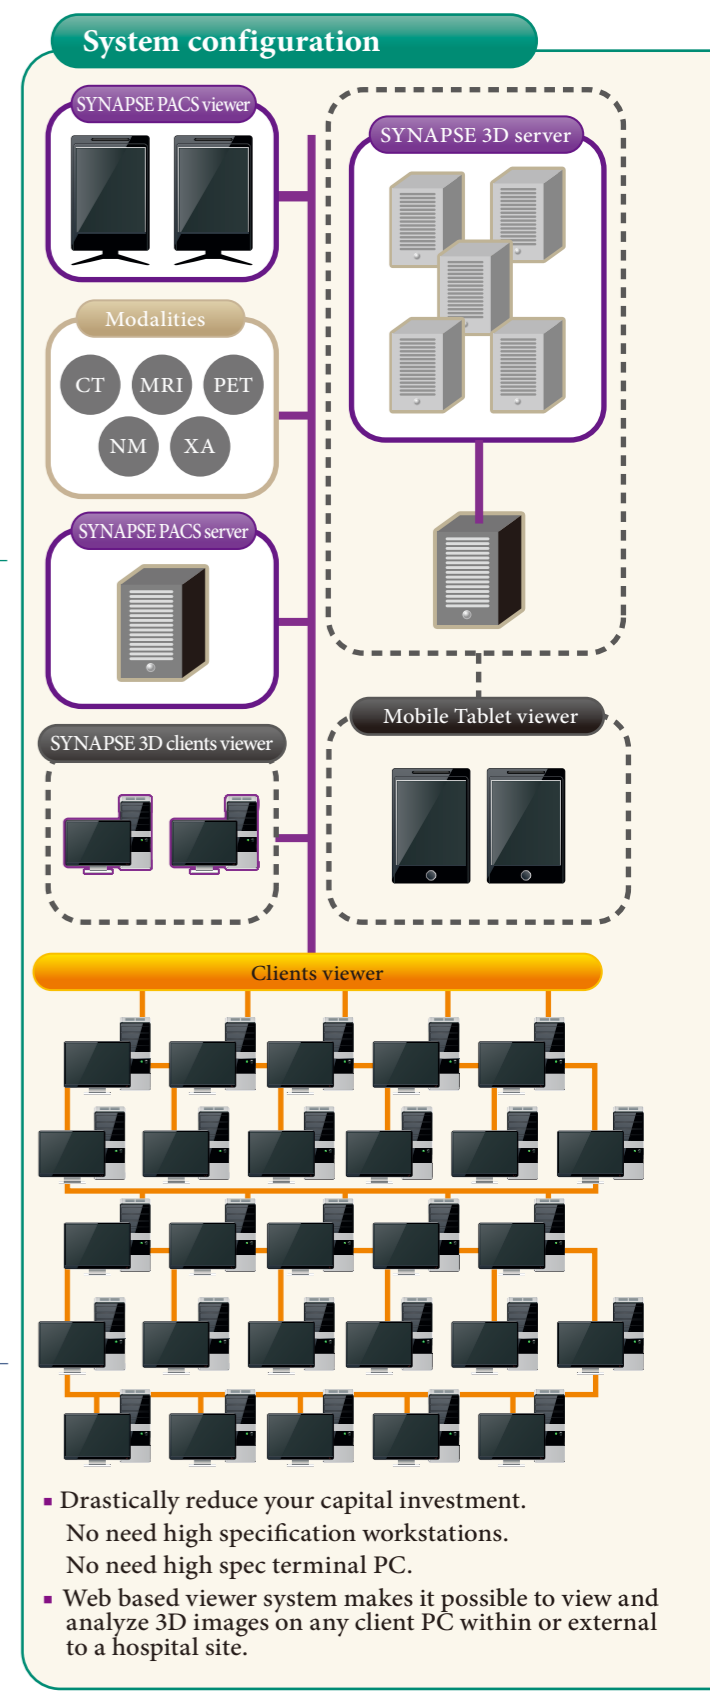 System configuration
SYNAPSE PACS viewer
SYNAPSE 3D server
Modalities
CT
MRI
PET
NM
XA
SYNAPSE PACS server
Mobile Tablet viewer
SYNAPSE 3D clients viewer
Clients viewer
▪ Drastically reduce your capital investment.
No need high specification workstations.
No need high spec terminal PC.
▪ Web based viewer system makes it possible to view and
analyze 3D images on any client PC within or external
to a hospital site.